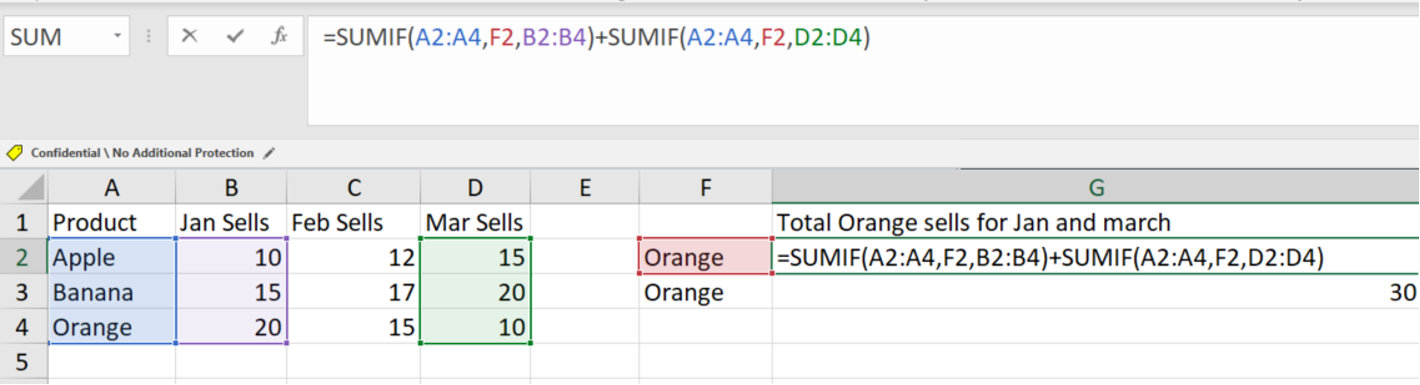 SUM fx =SUMIF(A2:A4,F2,B2:B4)+SUMIF(A2:A4,F2,D2:D4)
Confidential \ No Additional Protection
A B C D E F G
1 Product Jan Sells Feb Sells Mar Sells Total Orange sells for Jan and march
2 Apple 10 12 15 Orange =SUMIF(A2:A4,F2,B2:B4)+SUMIF(A2:A4,F2,D2:D4)
3 Banana 15 17 20 Orange 30
4 Orange 20 15 10
5